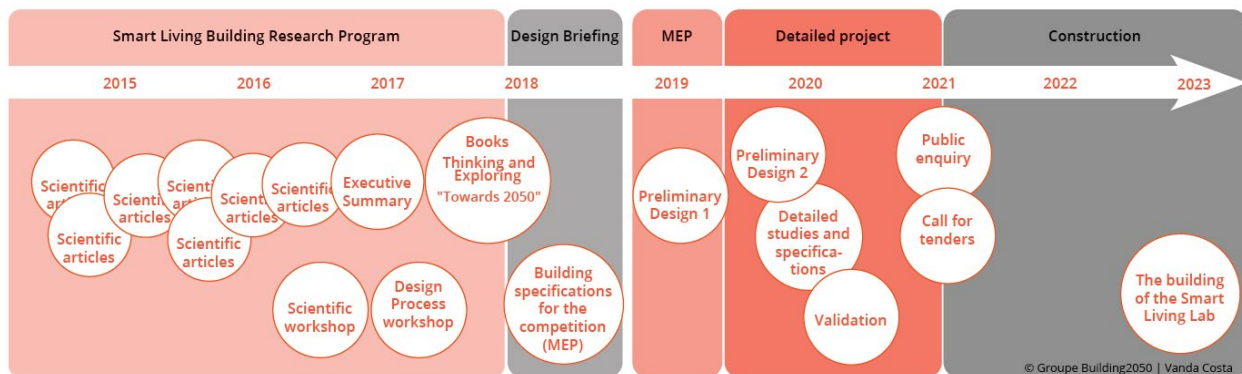 Smart Living Building Research Program
Design Briefing
MEP
Detailed project
Construction
2015
2016
2017
2018
2019
2020
2021
2022
2023
Scientific
articles
Scientific
articles
Scientific
articles
Scientific
articles
Scientific
articles
Scientific
articles
Scientific
articles
Executive
Summary
Books
Thinking and
Exploring
"Towards 2050"
Scientific
workshop
Design
Process
workshop
Building
specifications
for the
competition
(MEP)
Preliminary
Design 1
Preliminary
Design 2
Detailed
studies and
specifica-
tions
Validation
Public
enquiry
Call for
tenders
The building
of the Smart
Living Lab
© Groupe Building2050 | Vanda Costa